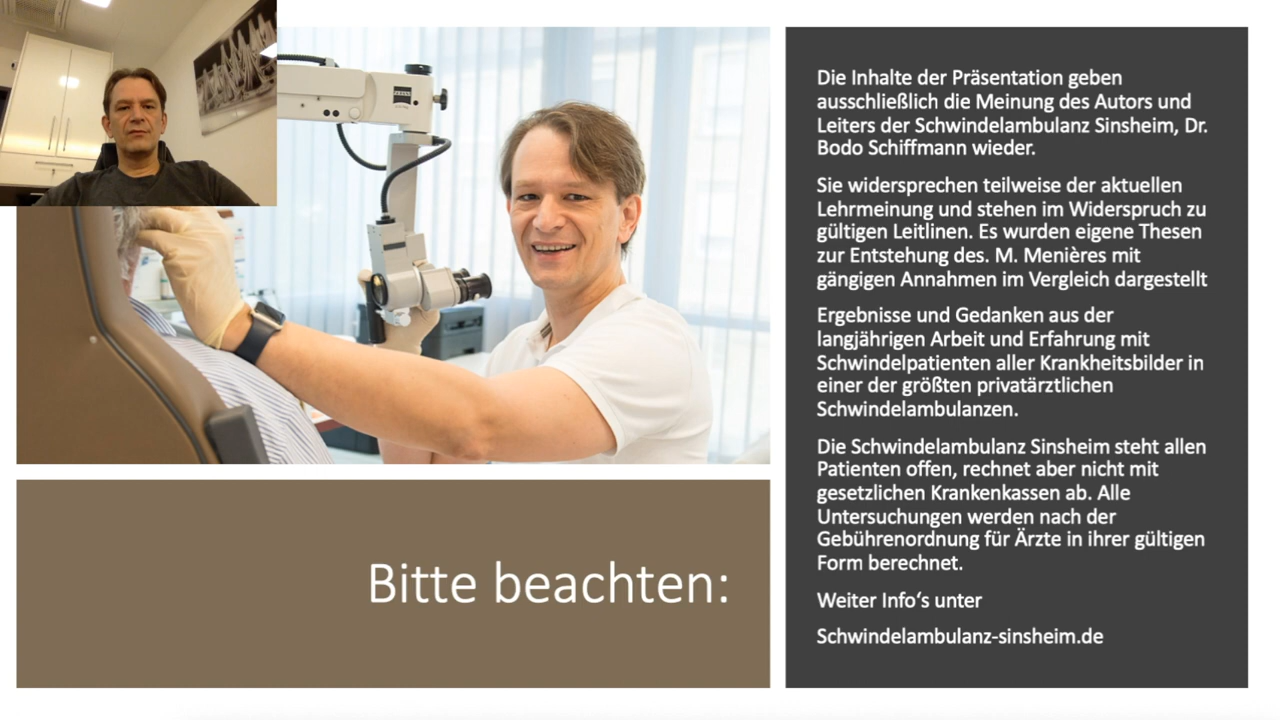 Die Inhalte der Präsentation geben
ausschließlich die Meinung des Autors und
Leiters der Schwindelambulanz Sinsheim, Dr.
Bodo Schiffmann wieder.
Sie widersprechen teilweise der aktuellen
Lehrmeinung und stehen im Widerspruch zu
gültigen Leitlinen. Es wurden eigene Thesen
zur Entstehung des. M. Menières mit
gängigen Annahmen im Vergleich dargestellt
Ergebnisse und Gedanken aus der
langjährigen Arbeit und Erfahrung mit
Schwindelpatienten aller Krankheitsbilder in
einer der größten privatärztlichen
Schwindelambulanzen.
Die Schwindelambulanz Sinsheim steht allen
Patienten offen, rechnet aber nicht mit
gesetzlichen Krankenkassen ab. Alle
Untersuchungen werden nach der
Gebührenordnung für Ärzte in ihrer gültigen
Form berechnet.
Weiter Info‘s unter
Schwindelambulanz-sinsheim.de
Bitte beachten: